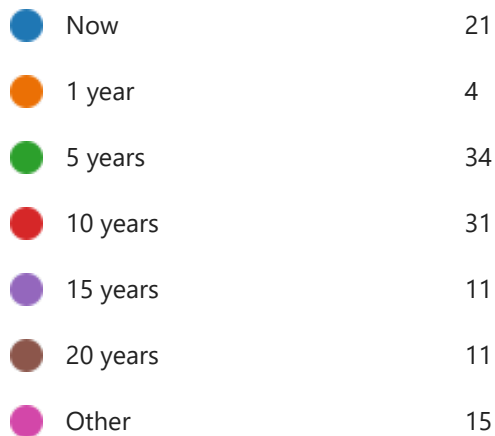 Now 21
1 year 4
5 years 34
10 years 31
15 years 11
20 years 11
Other 15